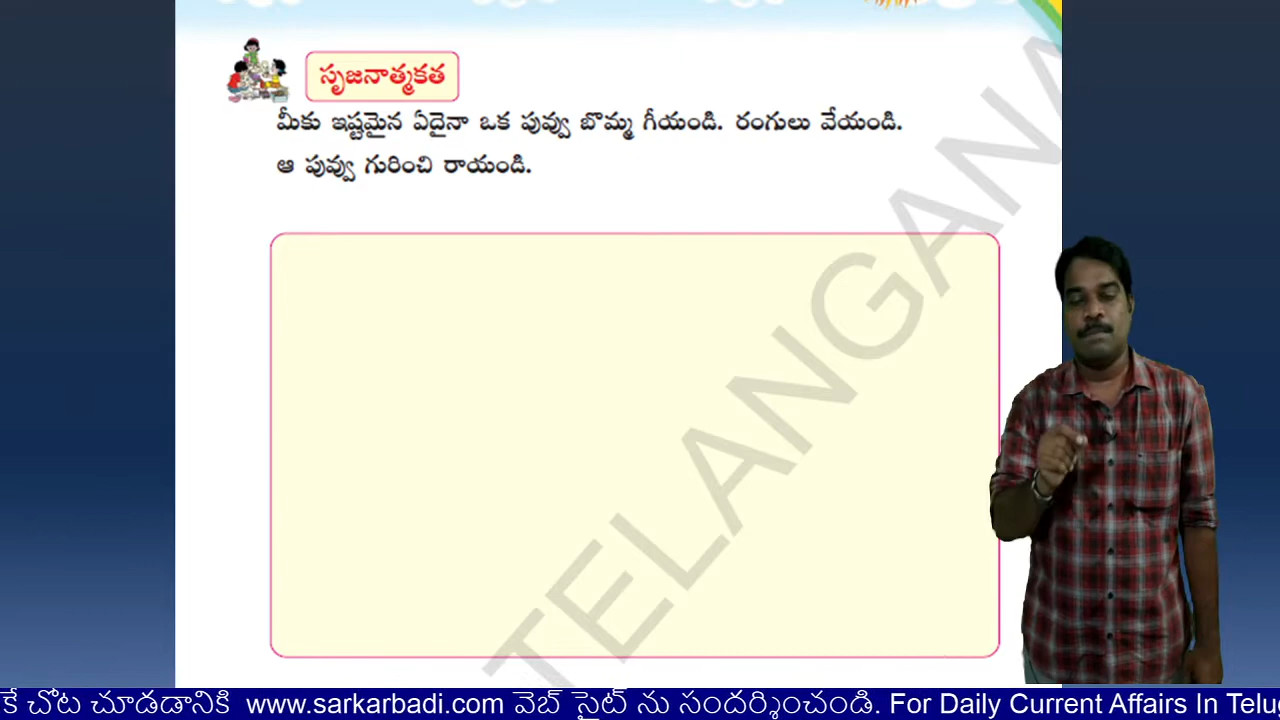 సృజనాత్మకత
మీకు ఇష్టమైన ఏదైనా ఒక పువ్వు బొమ్మ గీయండి. రంగులు వేయండి.
ఆ పువ్వు గురించి రాయండి.
TELANGANA
కే చోట చూడడానికి www.sarkarbadi.com వెబ్ సైట్ ను సందర్శించండి. For Daily Current Affairs In Telu